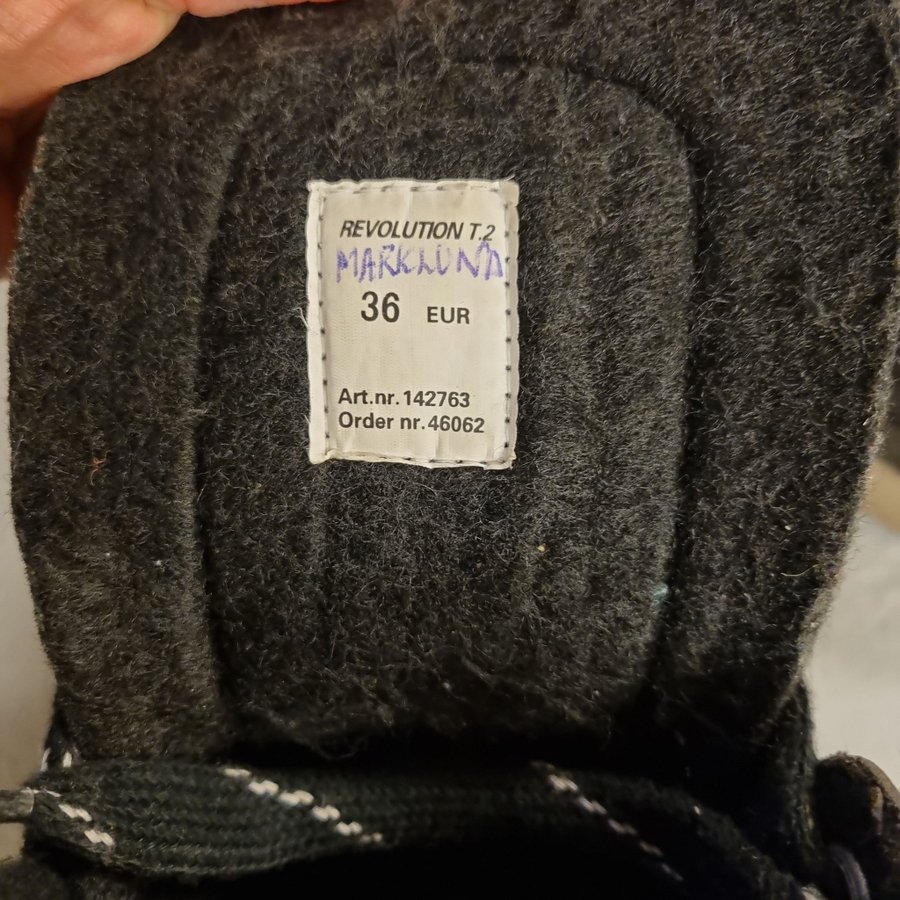 REVOLUTION T.2
MARKLUND
36 EUR
Art.nr.142763
Order nr.46062